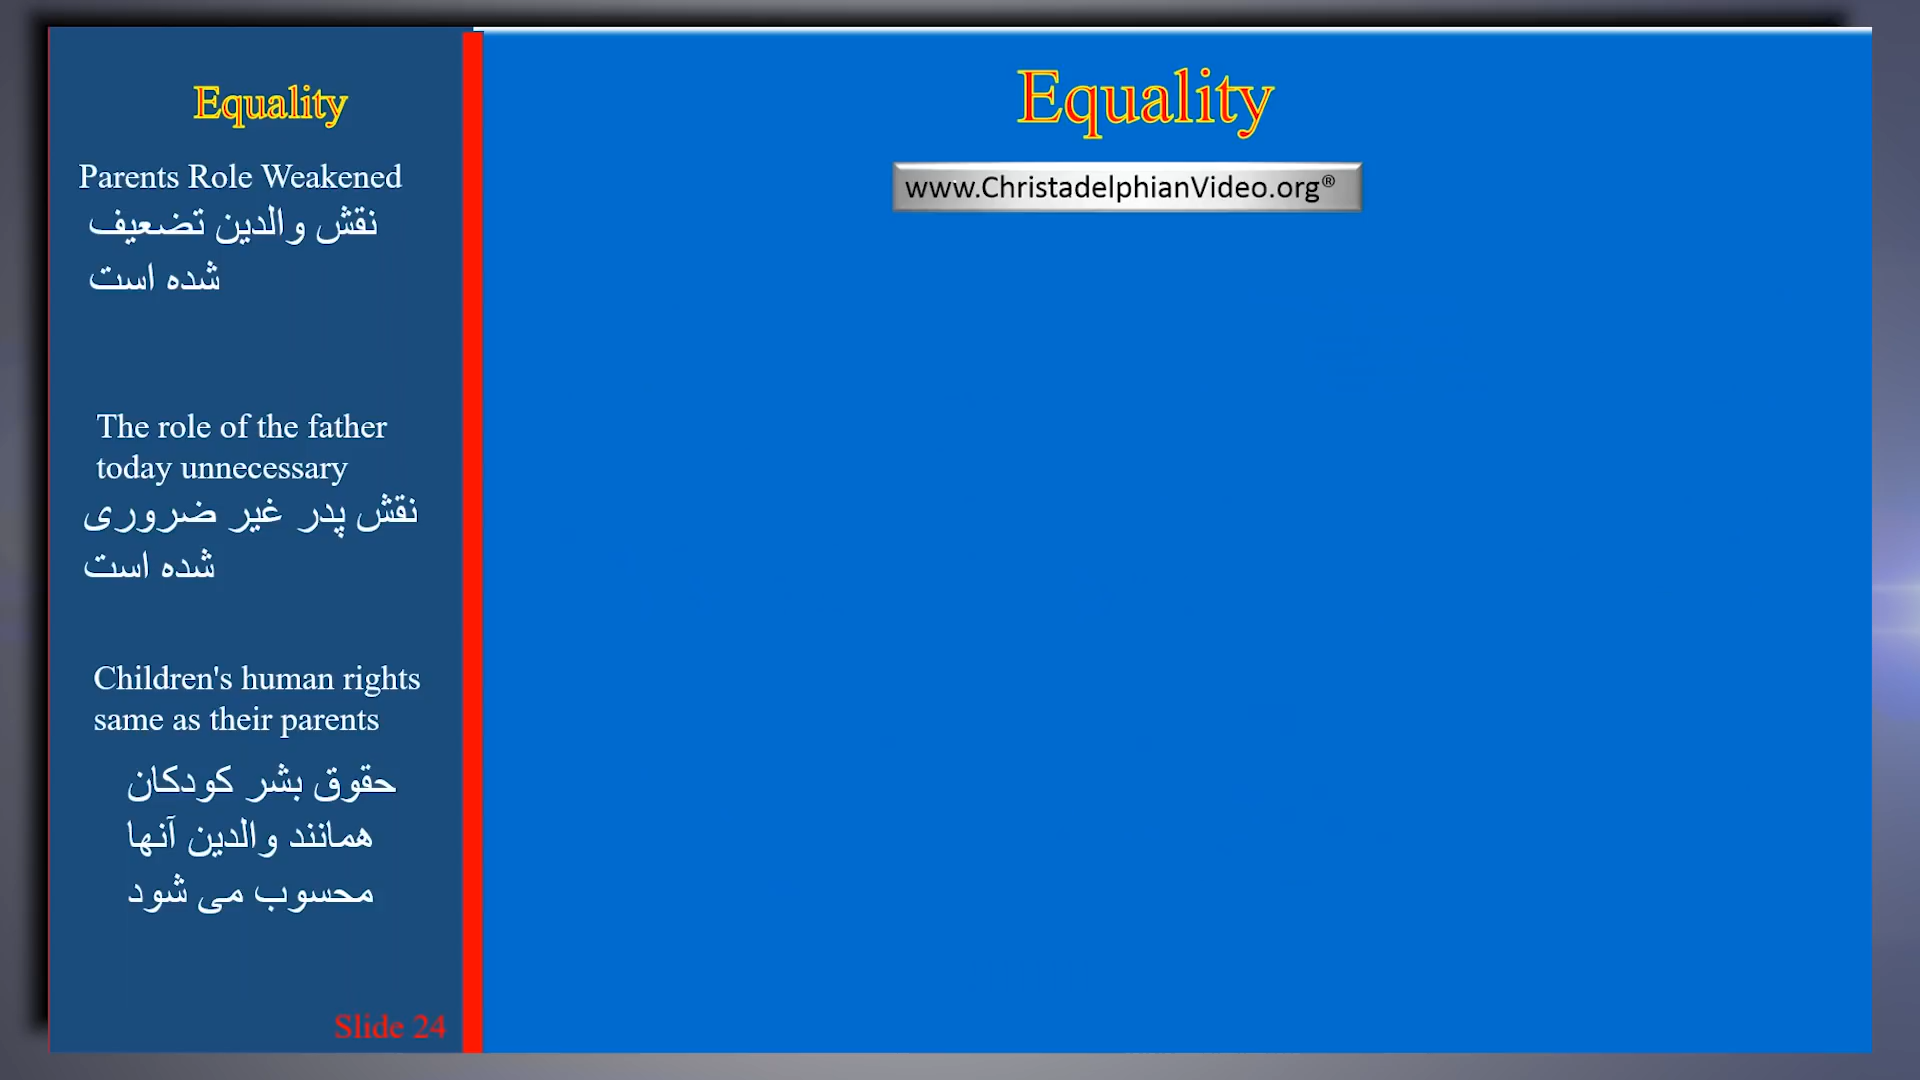 Equality
Parents Role Weakened
نقش والدین تضعیف
شده است
The role of the father
today unnecessary
نقش پدر غیر ضروری
شده است
Children's human rights
same as their parents
حقوق بشر کودکان
همانند والدین آنها
محسوب می شود
Slide 24
Equality
www.ChristadelphianVideo.org®